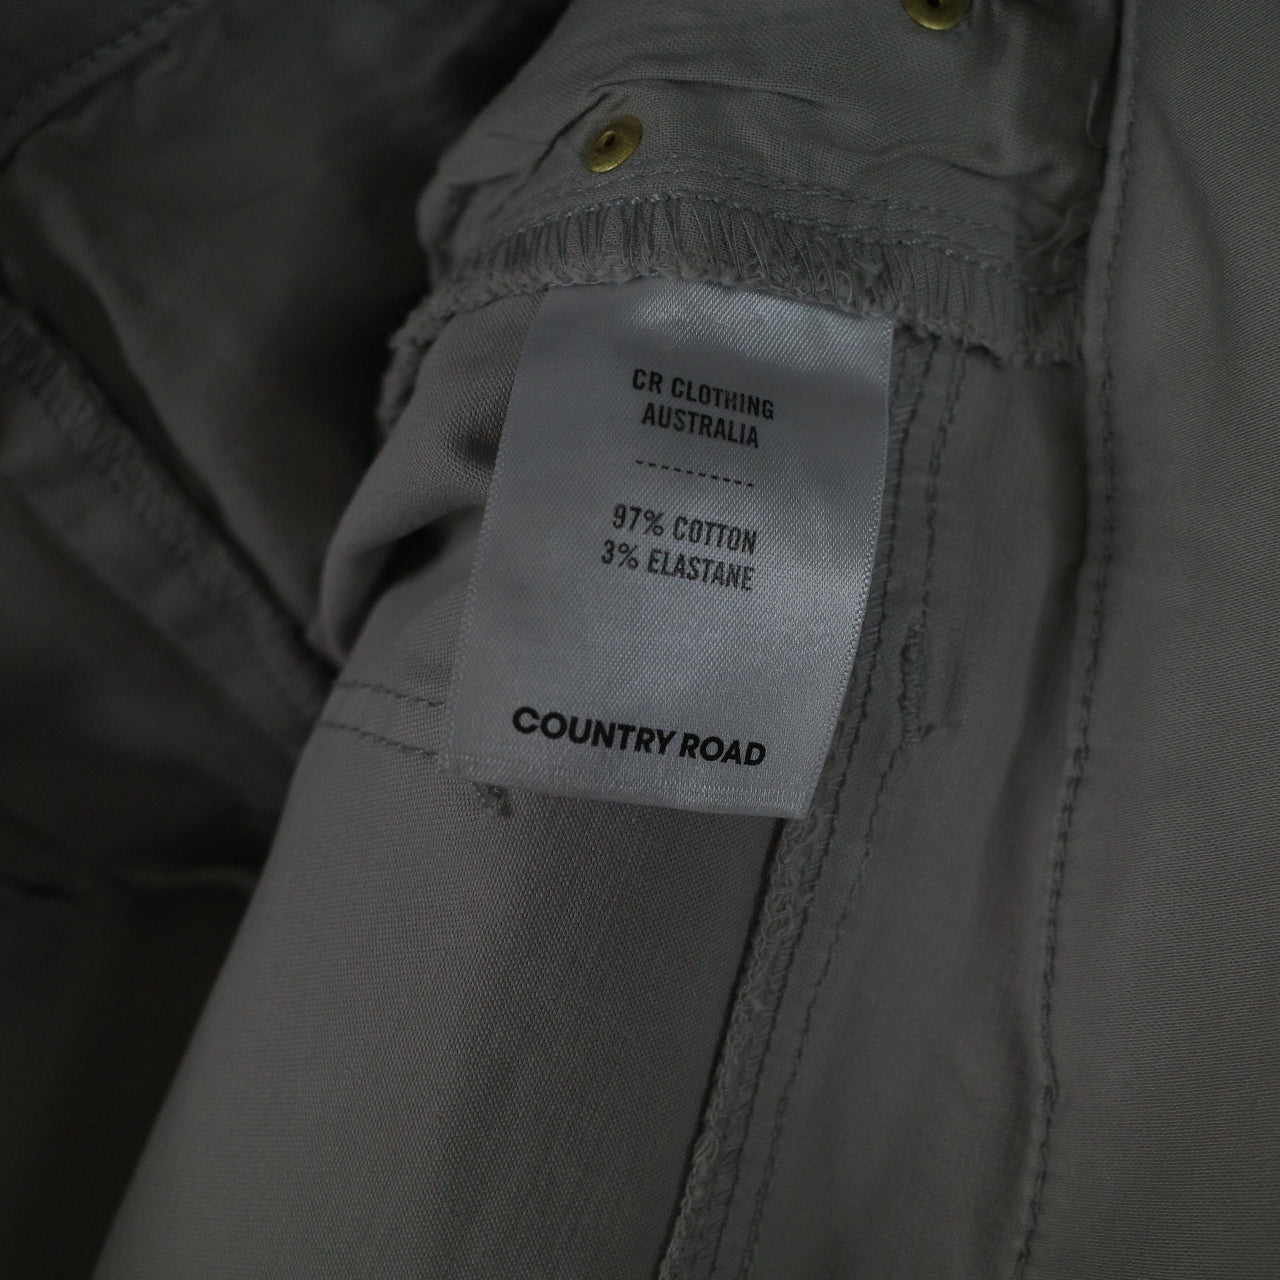 CR CLOTHING
AUSTRALIA
----------
97% COTTON
3% ELASTANE
COUNTRY ROAD